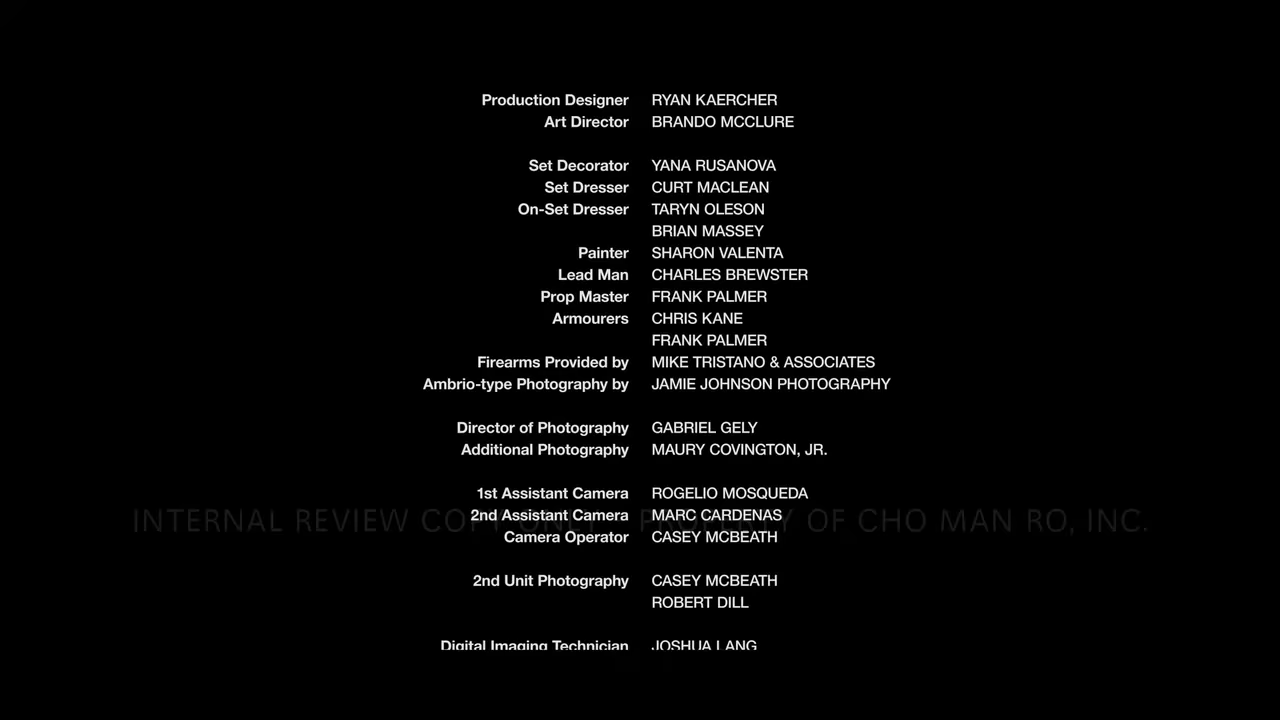 Production Designer RYAN KAERCHER
Art Director BRANDO MCCLURE
Set Decorator YANA RUSANOVA
Set Dresser CURT MACLEAN
On-Set Dresser TARYN OLESON
BRIAN MASSEY
Painter SHARON VALENTA
Lead Man CHARLES BREWSTER
Prop Master FRANK PALMER
Armourers CHRIS KANE
FRANK PALMER
Firearms Provided by MIKE TRISTANO & ASSOCIATES
Ambrio-type Photography by JAMIE JOHNSON PHOTOGRAPHY
Director of Photography GABRIEL GELY
Additional Photography MAURY COVINGTON, JR.
1st Assistant Camera ROGELIO MOSQUEDA
2nd Assistant Camera MARC CARDENAS
INTERNAL REVIEW COPY ONLY - PROPERTY OF CHO MAN RO, INC.
Camera Operator CASEY MCBEATH
2nd Unit Photography CASEY MCBEATH
ROBERT DILL
Digital Imaging Technician JOSHUA LANG